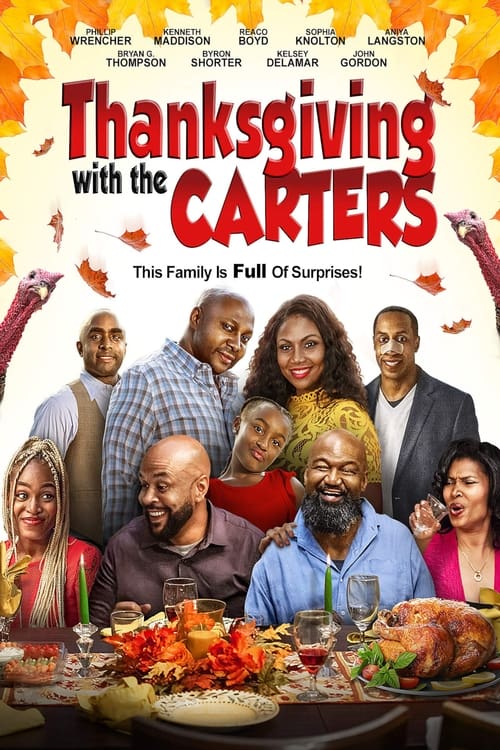 PHILLIP WRENCHER KENNETH MADDISON REACO BOYD SOPHIA KNOLTON ANIYA LANGSTON
BRYAN G. THOMPSON BYRON SHORTER KELSEY DELAMAR JOHN GORDON
Thanksgiving
with the CARTERS
This Family Is Full Of Surprises!